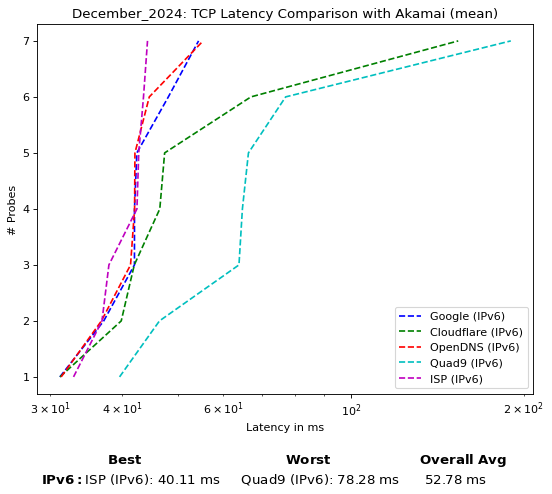 December_2024: TCP Latency Comparison with Akamai (mean)
# Probes
7
6
5
4
3
2
1
Google (IPv6)
Cloudflare (IPv6)
OpenDNS (IPv6)
Quad9 (IPv6)
ISP (IPv6)
3 × 10¹ 4 × 10¹ 6 × 10¹ 10² 2 × 10²
Latency in ms
Best Worst Overall Avg
IPv6: ISP (IPv6): 40.11 ms Quad9 (IPv6): 78.28 ms 52.78 ms